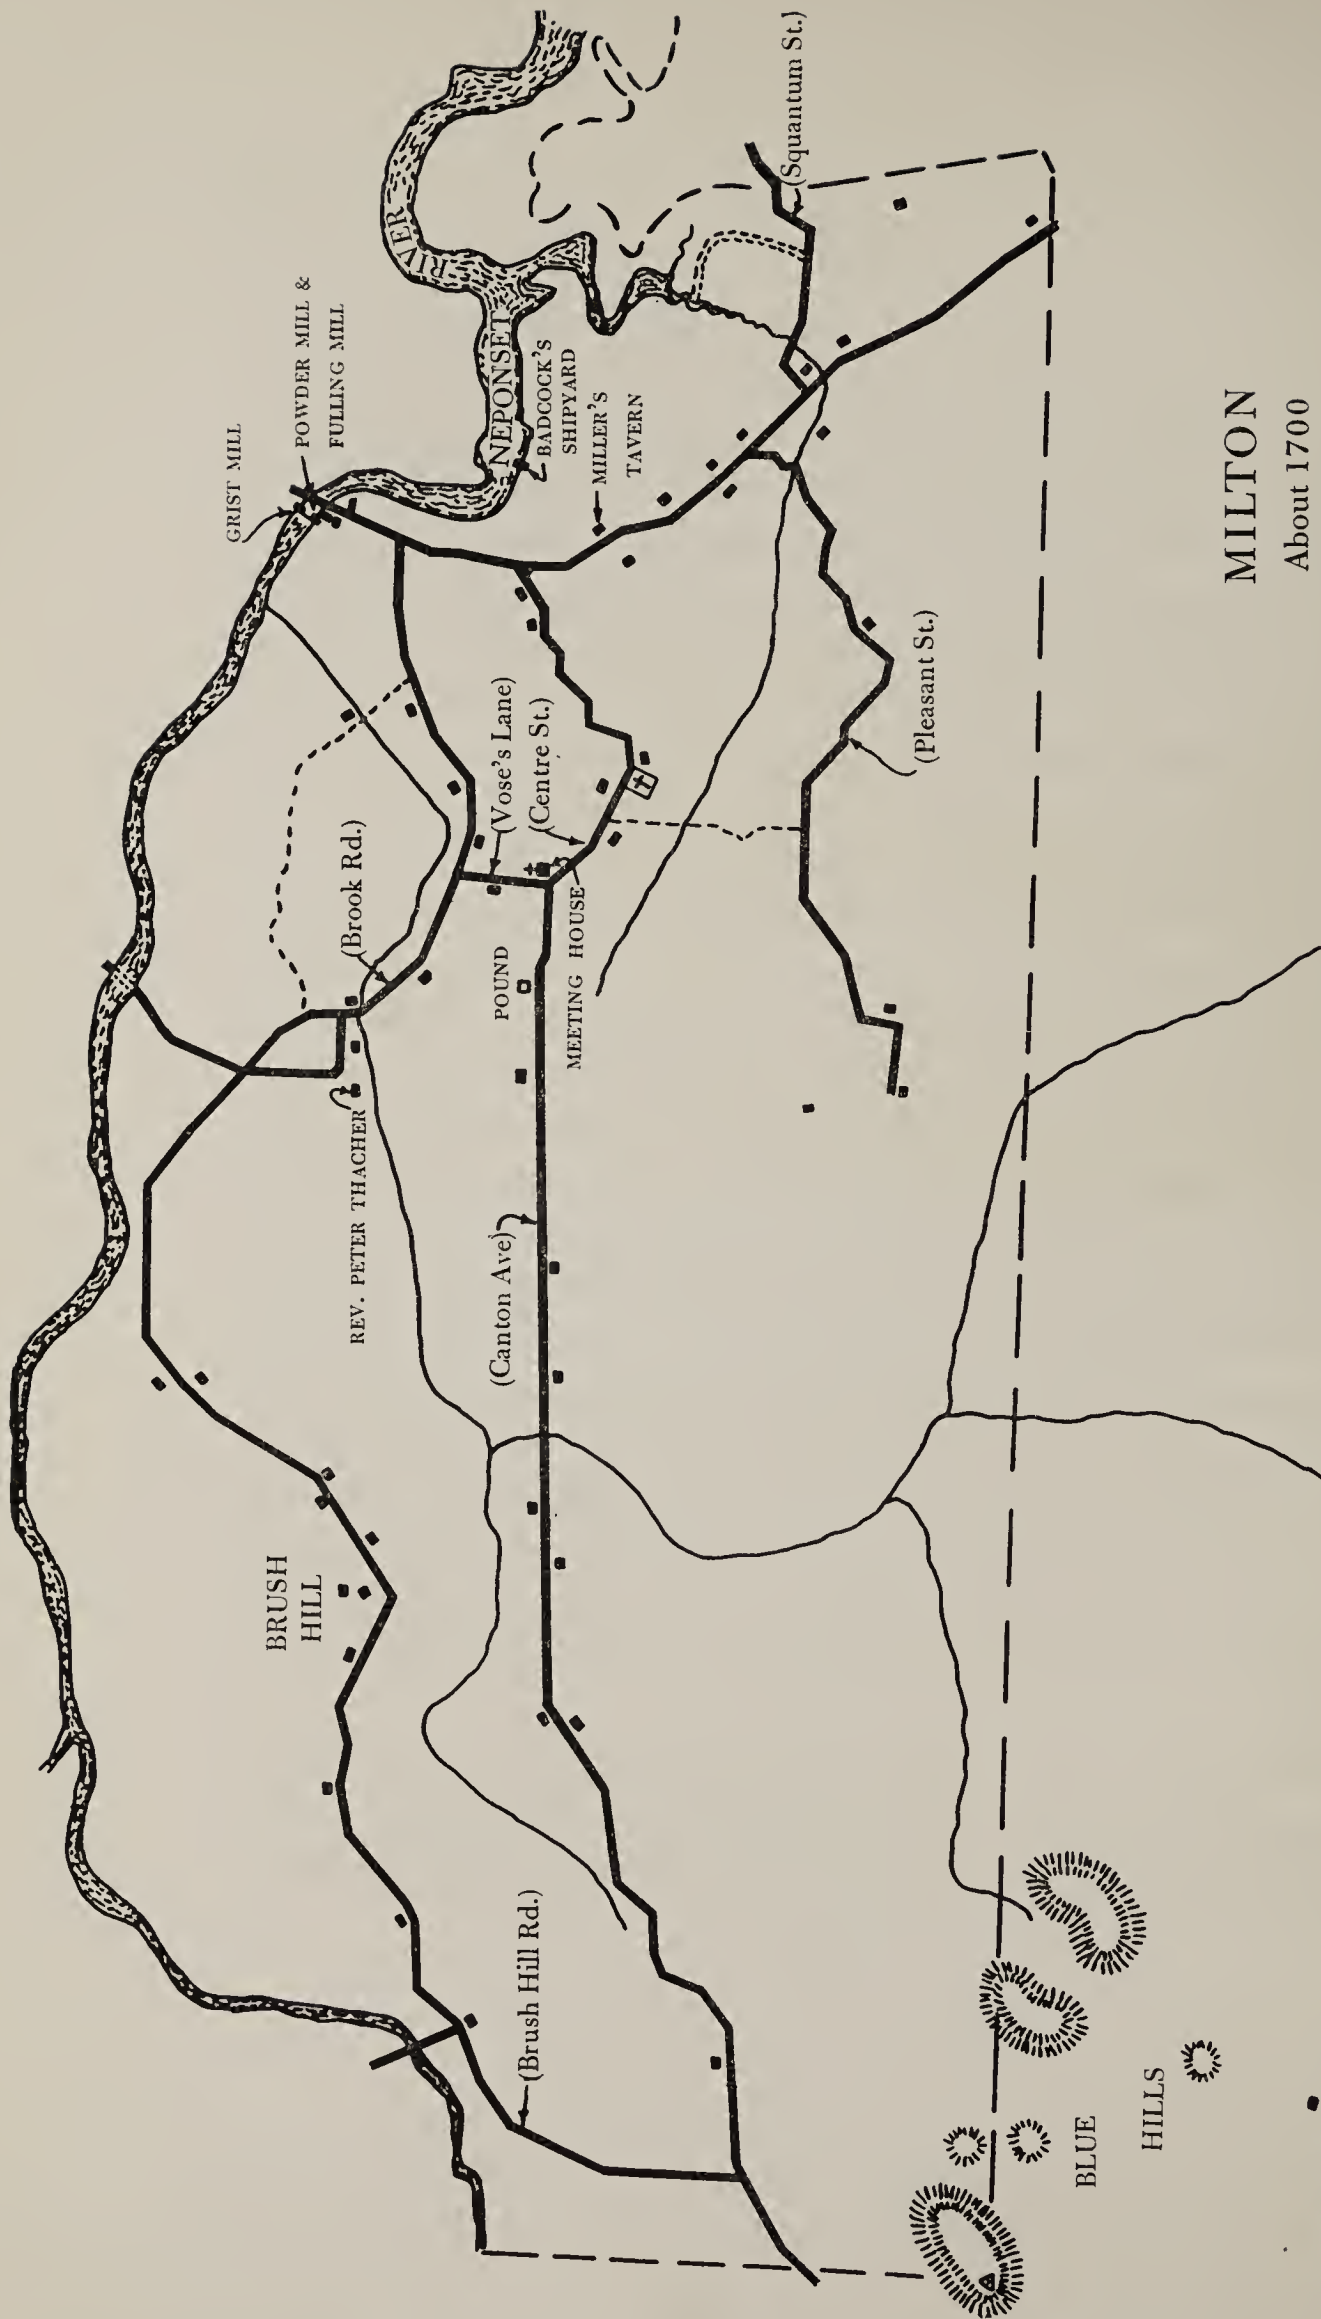 GRIST MILL
POWDER MILL &
FULLING MILL
NEPONSET
RIVER
BADCOCK's
SHIPYARD
MILLER'S
TAVERN
(Squantum St.)
(Brook Rd.)
(Vose's Lane)
(Centre St.)
(Pleasant St.)
POUND
MEETING HOUSE
REV. PETER THACHER
(Canton Ave)
BRUSH
HILL
(Brush Hill Rd.)
BLUE
HILLS
MILTON
About 1700